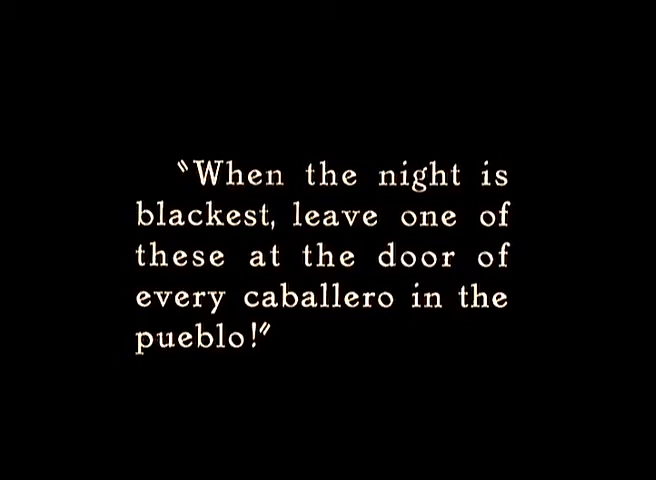 "When the night is
blackest, leave one of
these at the door of
every caballero in the
pueblo!"